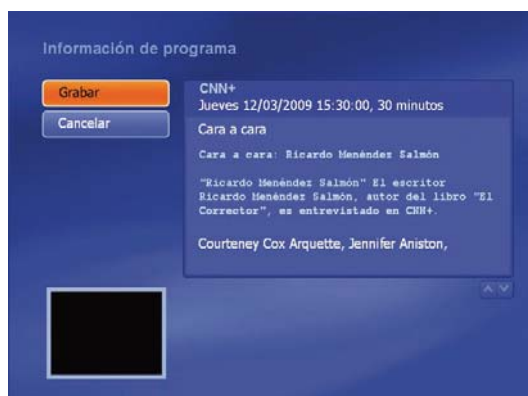 Información de programa
Grabar
Cancelar
CNN+
Jueves 12/03/2009 15:30:00, 30 minutos
Cara a cara
Cara a cara: Ricardo Menéndez Salmón
"Ricardo Menéndez Salmón" El escritor
Ricardo Menéndez Salmón, autor del libro "El
Corrector", es entrevistado en CNN+.
Courteney Cox Arquette, Jennifer Aniston,